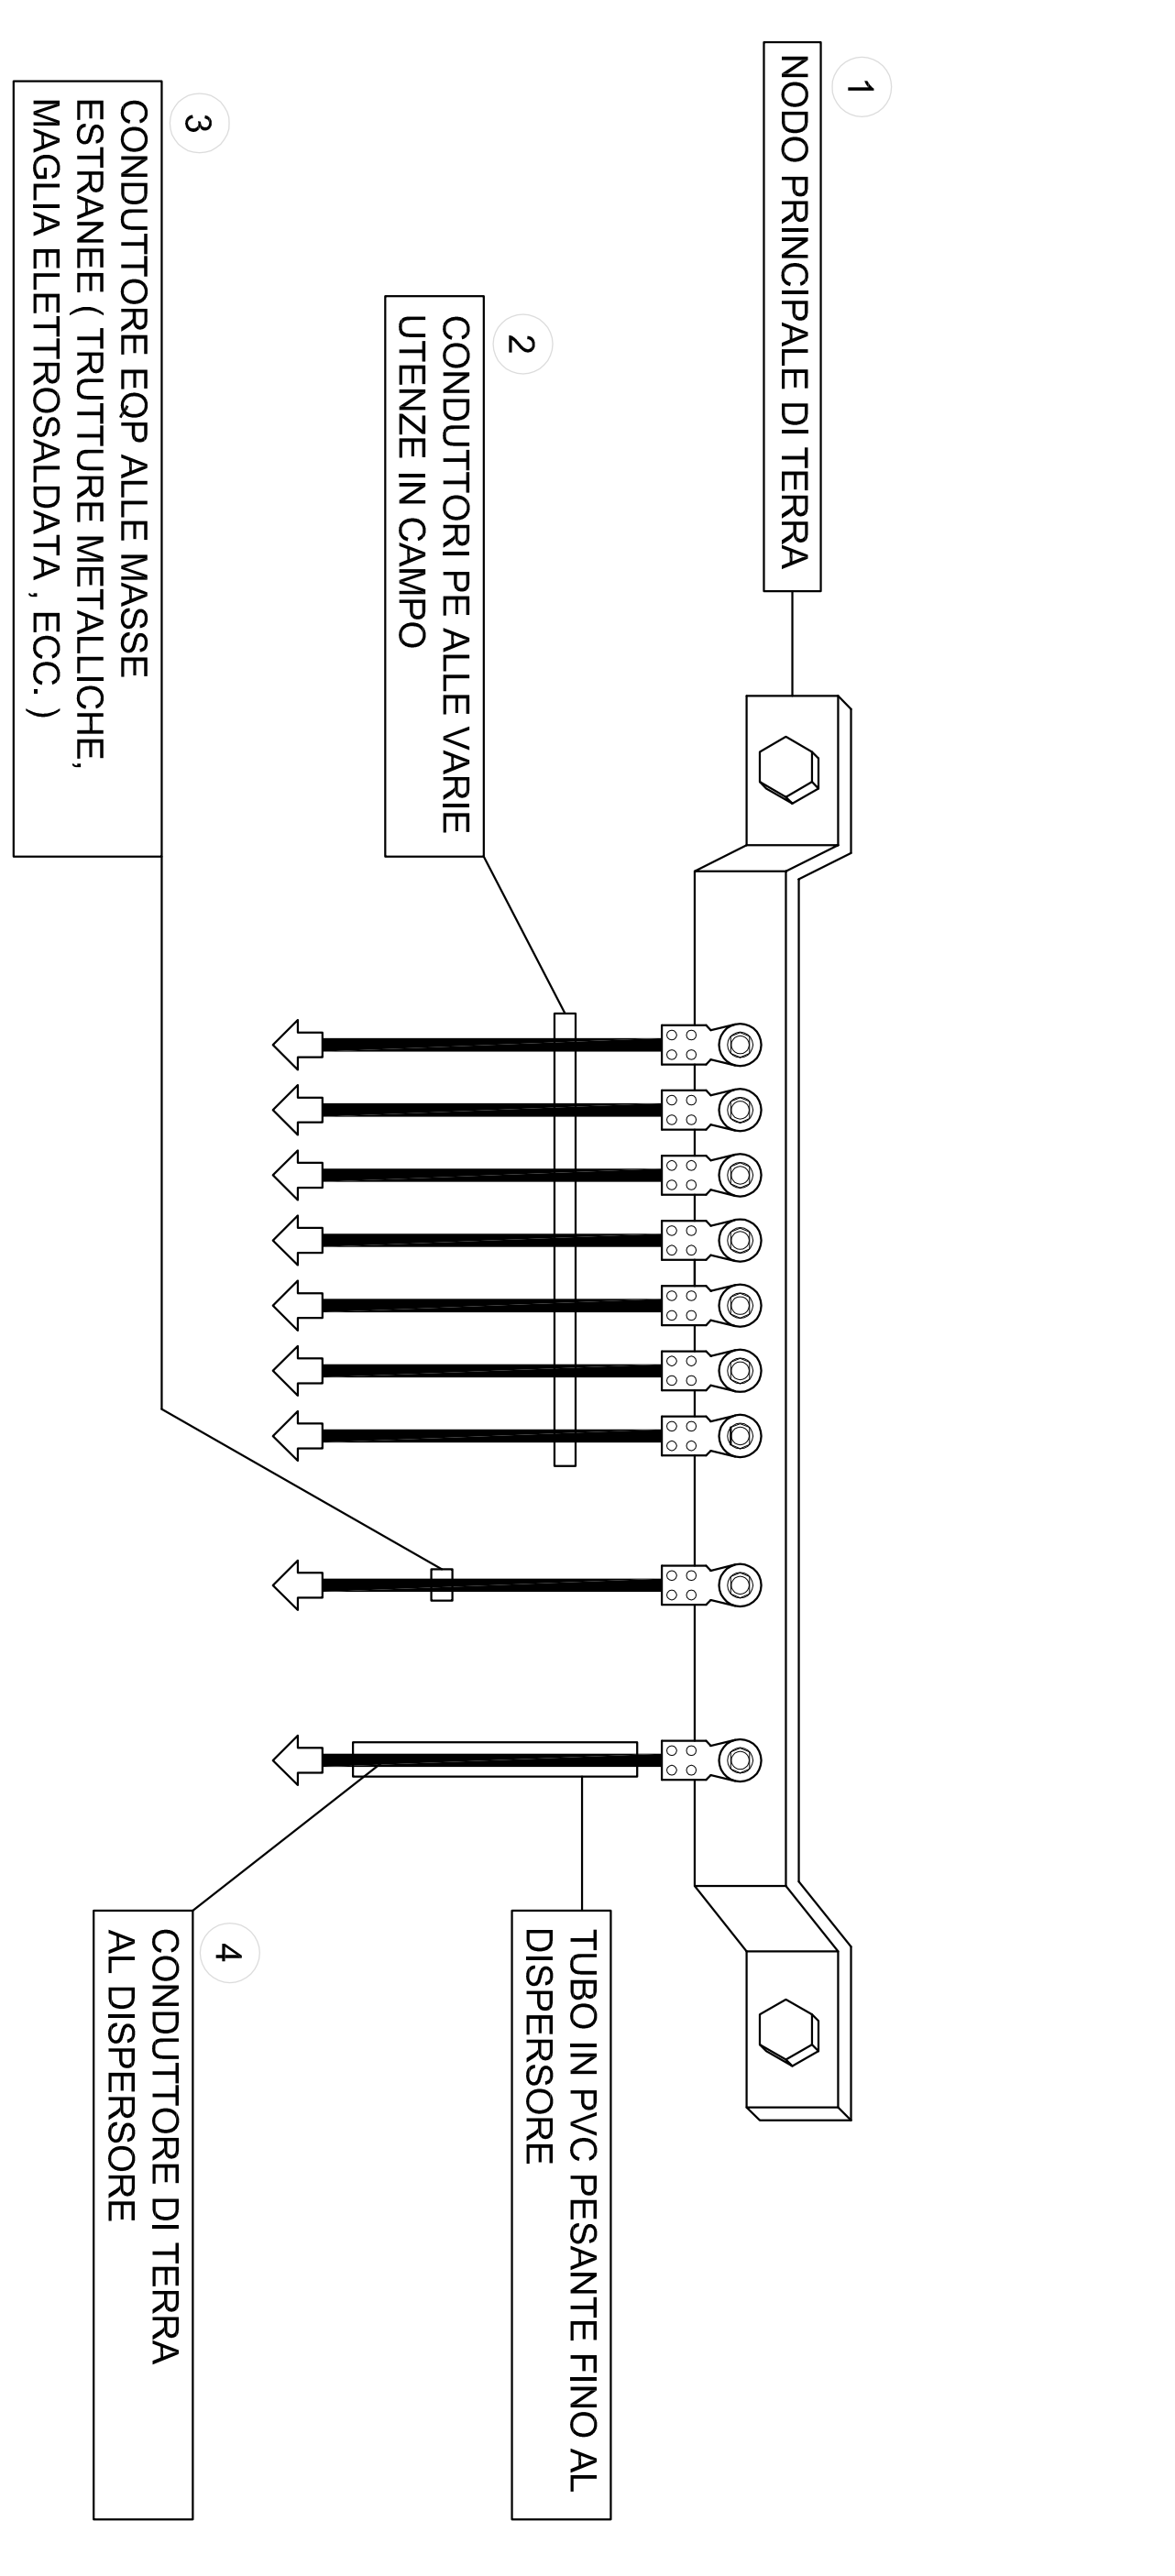 1
NODO PRINCIPALE DI TERRA
2
CONDUTTORI PE ALLE VARIE
UTENZE IN CAMPO
3
CONDUTTORE EQP ALLE MASSE
ESTRANEE ( TRUTTURE METALLICHE,
MAGLIA ELETTROSALDATA , ECC. )
TUBO IN PVC PESANTE FINO AL
DISPERSORE
4
CONDUTTORE DI TERRA
AL DISPERSORE